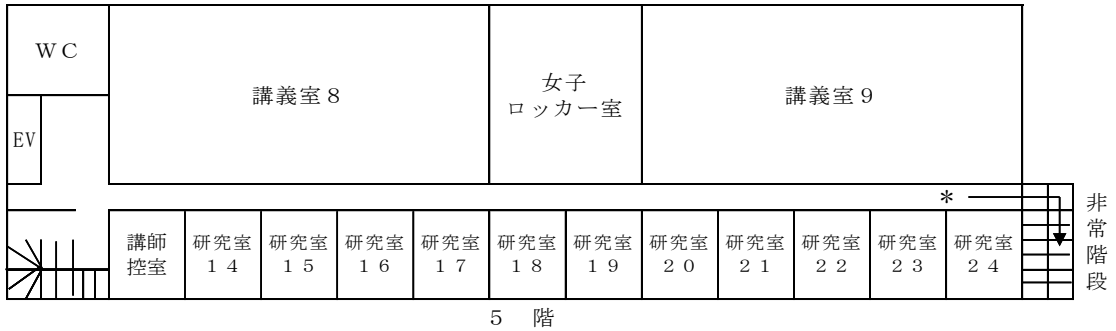 ＷＣ
講義室８
女子
ロッカー室
講義室９
EV
*
非常階段
講師
控室
研究室
１４
研究室
１５
研究室
１６
研究室
１７
研究室
１８
研究室
１９
研究室
２０
研究室
２１
研究室
２２
研究室
２３
研究室
２４
５ 階